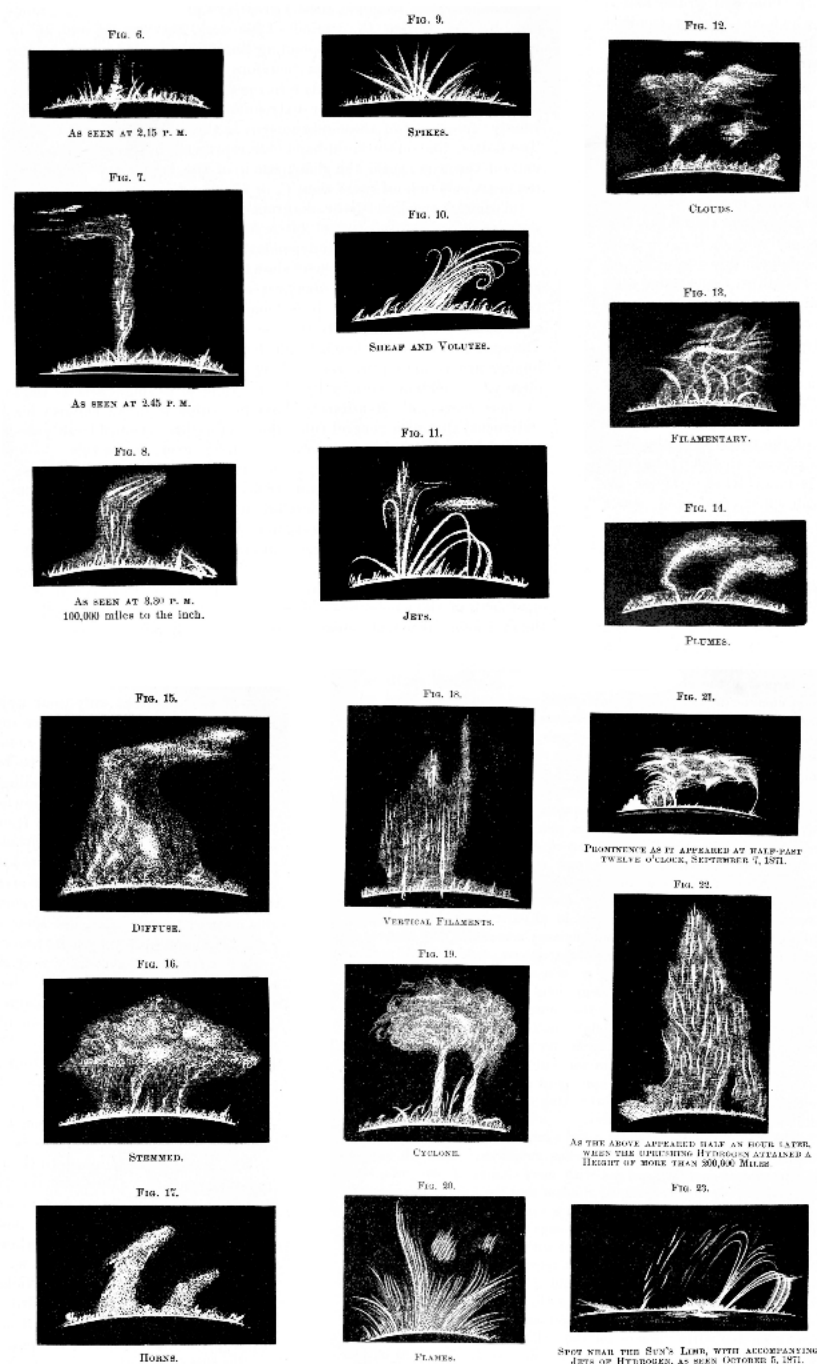 Fig. 6.
As seen at 2.15 P. M.
Fig. 7.
As seen at 2.45 P. M.
Fig. 8.
As seen at 3.30 P. M.
100,000 miles to the inch.
Fig. 9.
Spikes.
Fig. 10.
Sheaf and Volutes.
Fig. 11.
Jets.
Fig. 12.
Clouds.
Fig. 13.
Filamentary.
Fig. 14.
Plumes.
Fig. 15.
Diffuse.
Fig. 16.
Stemmed.
Fig. 17.
Horns.
Fig. 18.
Vertical Filaments.
Fig. 19.
Cyclone.
Fig. 20.
Flames.
Fig. 21.
Prominence as it appeared at half-past
twelve o'clock, September 7, 1871.
Fig. 22.
As the above appeared half an hour later,
when the uprushing Hydrogen attained a
Height of more than 200,000 Miles.
Fig. 23.
Spot near the Sun's Limb, with accompanying
Jets of Hydrogen, as seen October 5, 1871.